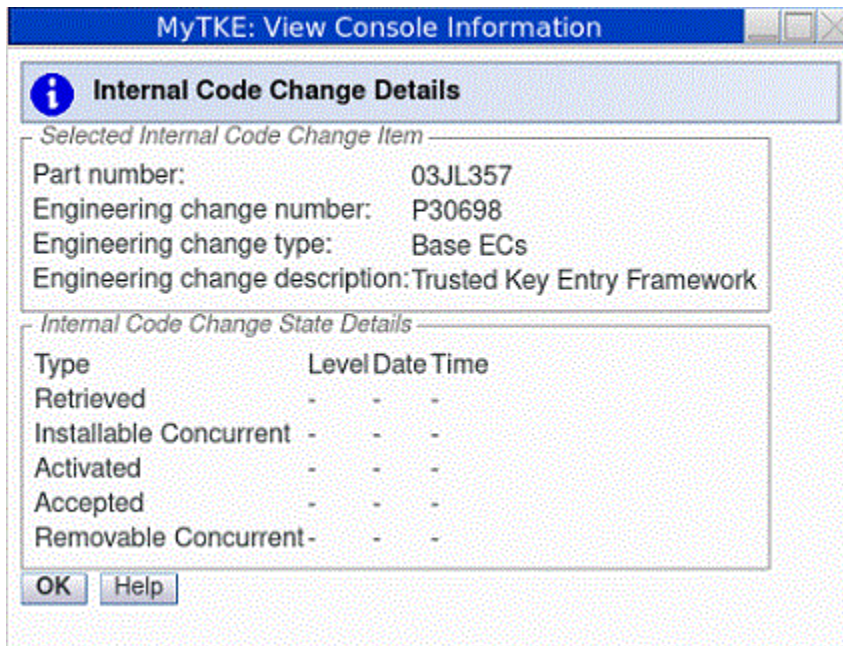 MyTKE: View Console Information
Internal Code Change Details
Selected Internal Code Change Item
Part number: 03JL357
Engineering change number: P30698
Engineering change type: Base ECs
Engineering change description: Trusted Key Entry Framework
Internal Code Change State Details
Type Level Date Time
Retrieved - - -
Installable Concurrent - - -
Activated - - -
Accepted - - -
Removable Concurrent - - -
OK Help